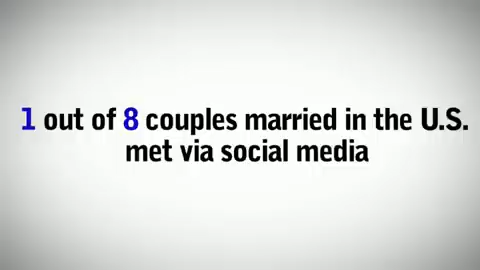 1 out of 8 couples married in the U.S.
met via social media